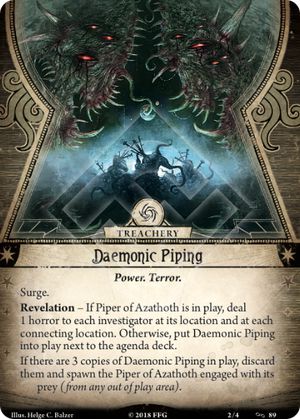 TREACHERY
Daemonic Piping
Power. Terror.
Surge.
Revelation – If Piper of Azathoth is in play, deal
1 horror to each investigator at its location and at each
connecting location. Otherwise, put Daemonic Piping
into play next to the agenda deck.
If there are 3 copies of Daemonic Piping in play, discard
them and spawn the Piper of Azathoth engaged with its
prey (from any out of play area).
Illus. Helge C. Balzer © 2018 FFG 2/4 89